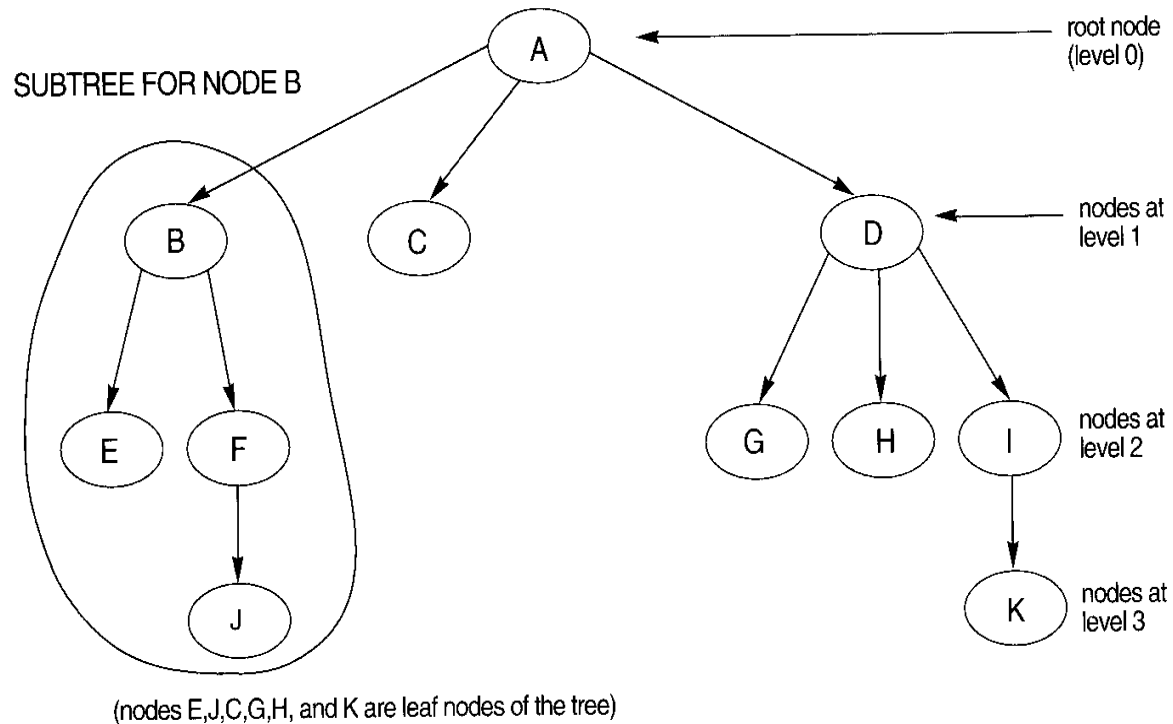 A
root node
(level 0)
SUBTREE FOR NODE B
B
C
D
nodes at
level 1
E
F
G
H
I
nodes at
level 2
J
K
nodes at
level 3
(nodes E,J,C,G,H, and K are leaf nodes of the tree)